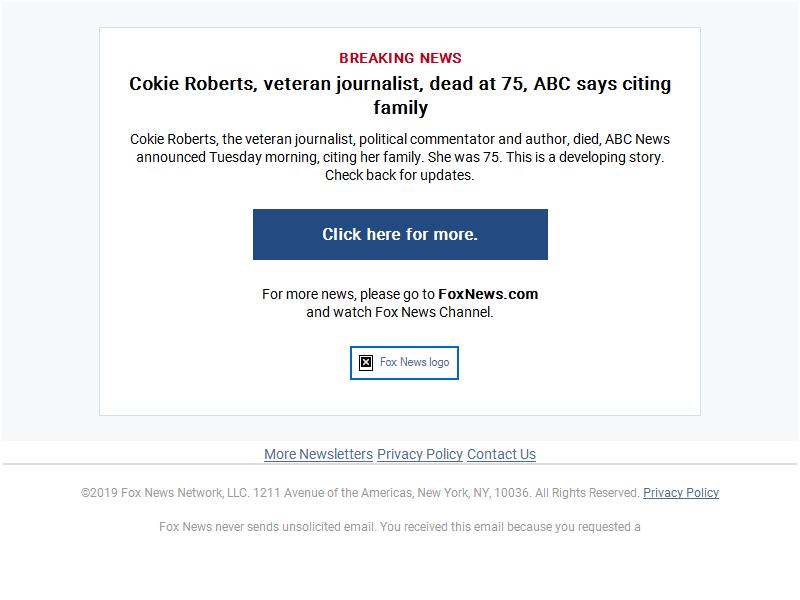 BREAKING NEWS
Cokie Roberts, veteran journalist, dead at 75, ABC says citing
family
Cokie Roberts, the veteran journalist, political commentator and author, died, ABC News
announced Tuesday morning, citing her family. She was 75. This is a developing story.
Check back for updates.
Click here for more.
For more news, please go to FoxNews.com
and watch Fox News Channel.
Fox News logo
More Newsletters Privacy Policy Contact Us
©2019 Fox News Network, LLC. 1211 Avenue of the Americas, New York, NY, 10036. All Rights Reserved. Privacy Policy
Fox News never sends unsolicited email. You received this email because you requested a